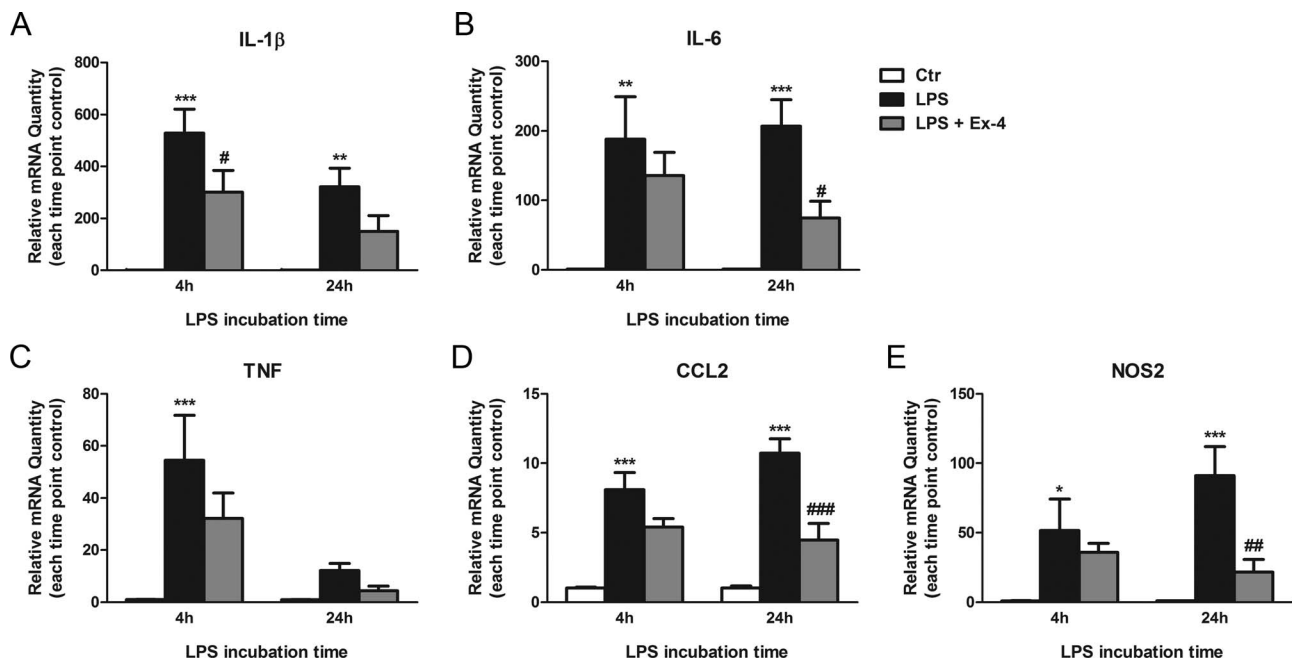 A
IL-1β
Relative mRNA Quantity
(each time point control)
800
600
400
200
0
***
#
**
4h
24h
LPS incubation time
B
IL-6
Relative mRNA Quantity
(each time point control)
300
200
100
0
**
***
#
4h
24h
LPS incubation time
Ctr
LPS
LPS + Ex-4
C
TNF
Relative mRNA Quantity
(each time point control)
80
60
40
20
0
***
4h
24h
LPS incubation time
D
CCL2
Relative mRNA Quantity
(each time point control)
15
10
5
0
***
***
###
4h
24h
LPS incubation time
E
NOS2
Relative mRNA Quantity
(each time point control)
150
100
50
0
*
***
##
4h
24h
LPS incubation time